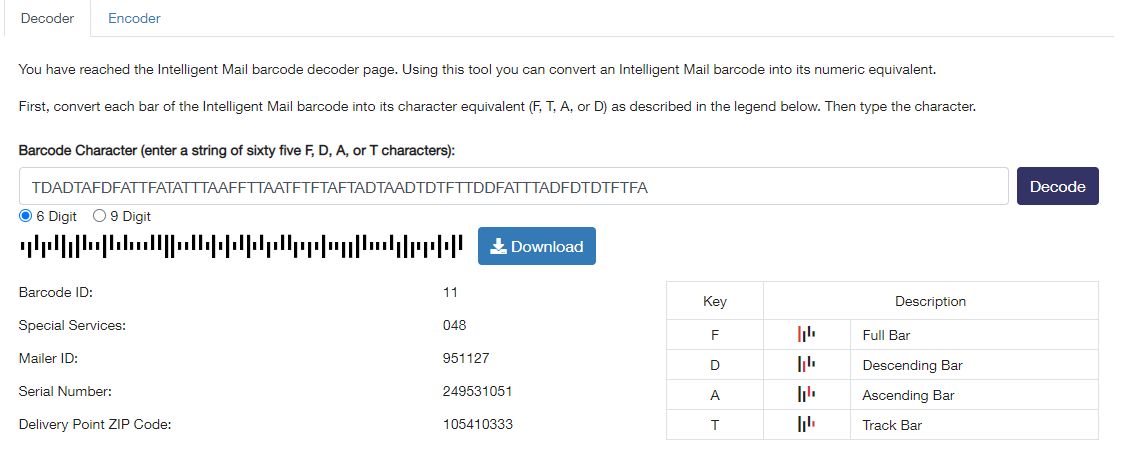 Decoder Encoder
You have reached the Intelligent Mail barcode decoder page. Using this tool you can convert an Intelligent Mail barcode into its numeric equivalent.
First, convert each bar of the Intelligent Mail barcode into its character equivalent (F, T, A, or D) as described in the legend below. Then type the character.
Barcode Character (enter a string of sixty five F, D, A, or T characters):
TDADTAFDFATTFATATTTAAFFTTAATFTFTAFTADTAADTDTFTTDDFATTTADFDTDTFTFA Decode
6 Digit 9 Digit
Download
Barcode ID: 11
Special Services: 048
Mailer ID: 951127
Serial Number: 249531051
Delivery Point ZIP Code: 105410333
Key Description
F Full Bar
D Descending Bar
A Ascending Bar
T Track Bar